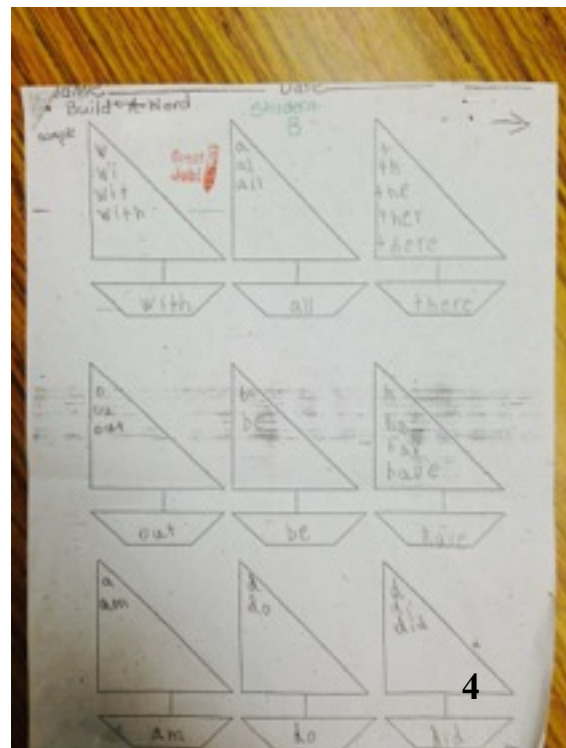 Name Date
Build-A-Word
Student
B
Great
Job!
w
wi
wit
with
with
a
al
all
all
t
th
the
ther
there
there
o
ou
out
out
b
be
be
h
ha
hav
have
have
a
am
am
d
do
do
d
di
did
did
4